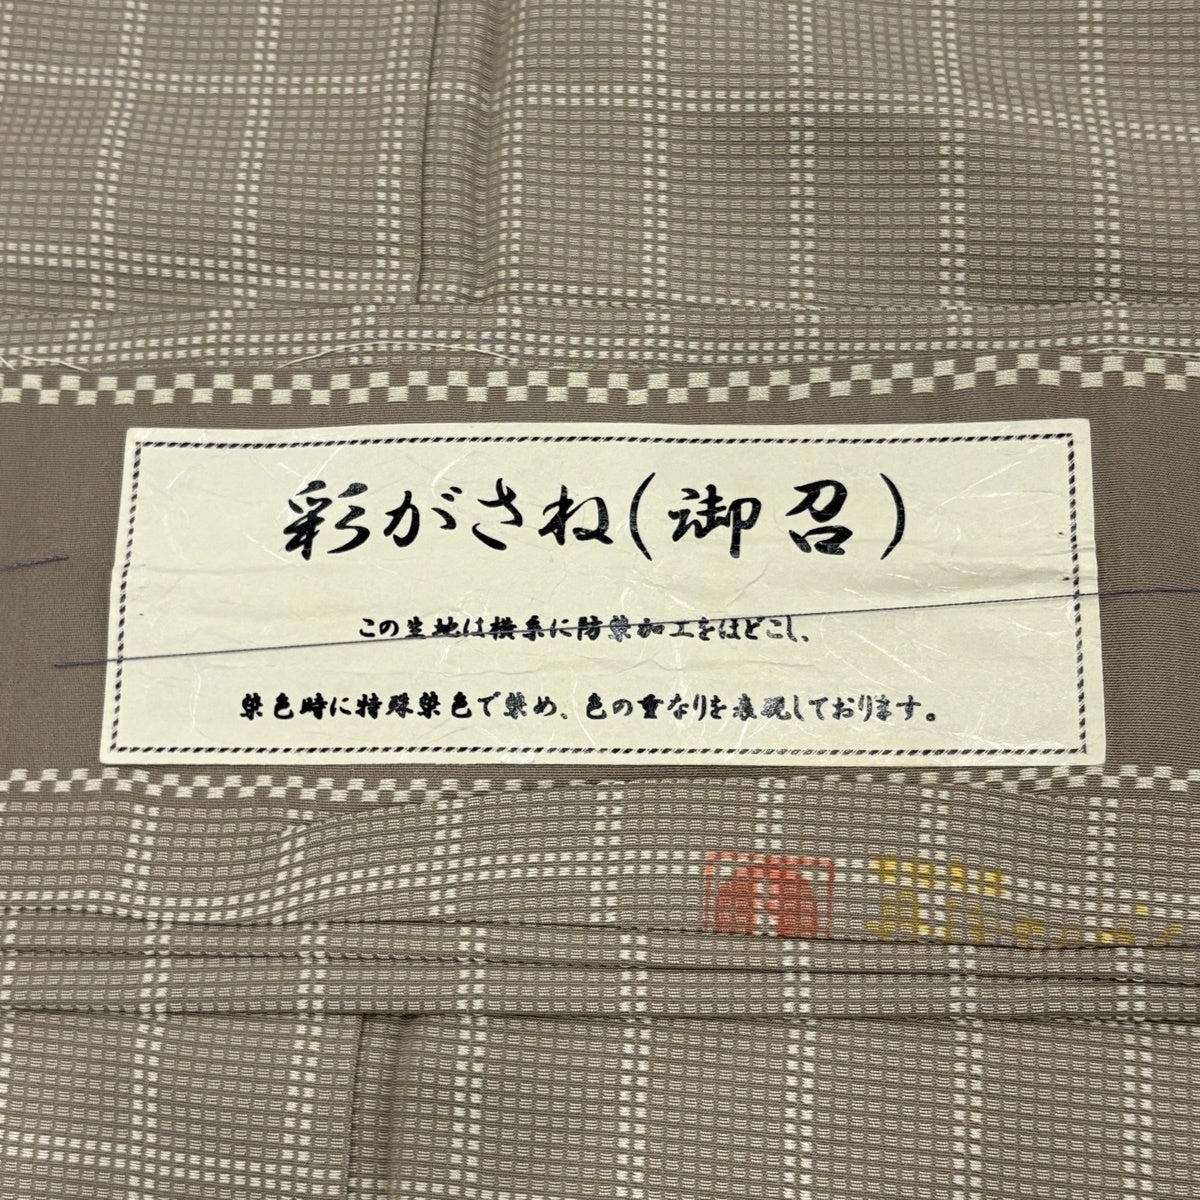 彩がさね(御召)
この生地は横糸に防染加工をほどこし、
染色時に特殊染色で染め、色の重なりを表現しております。